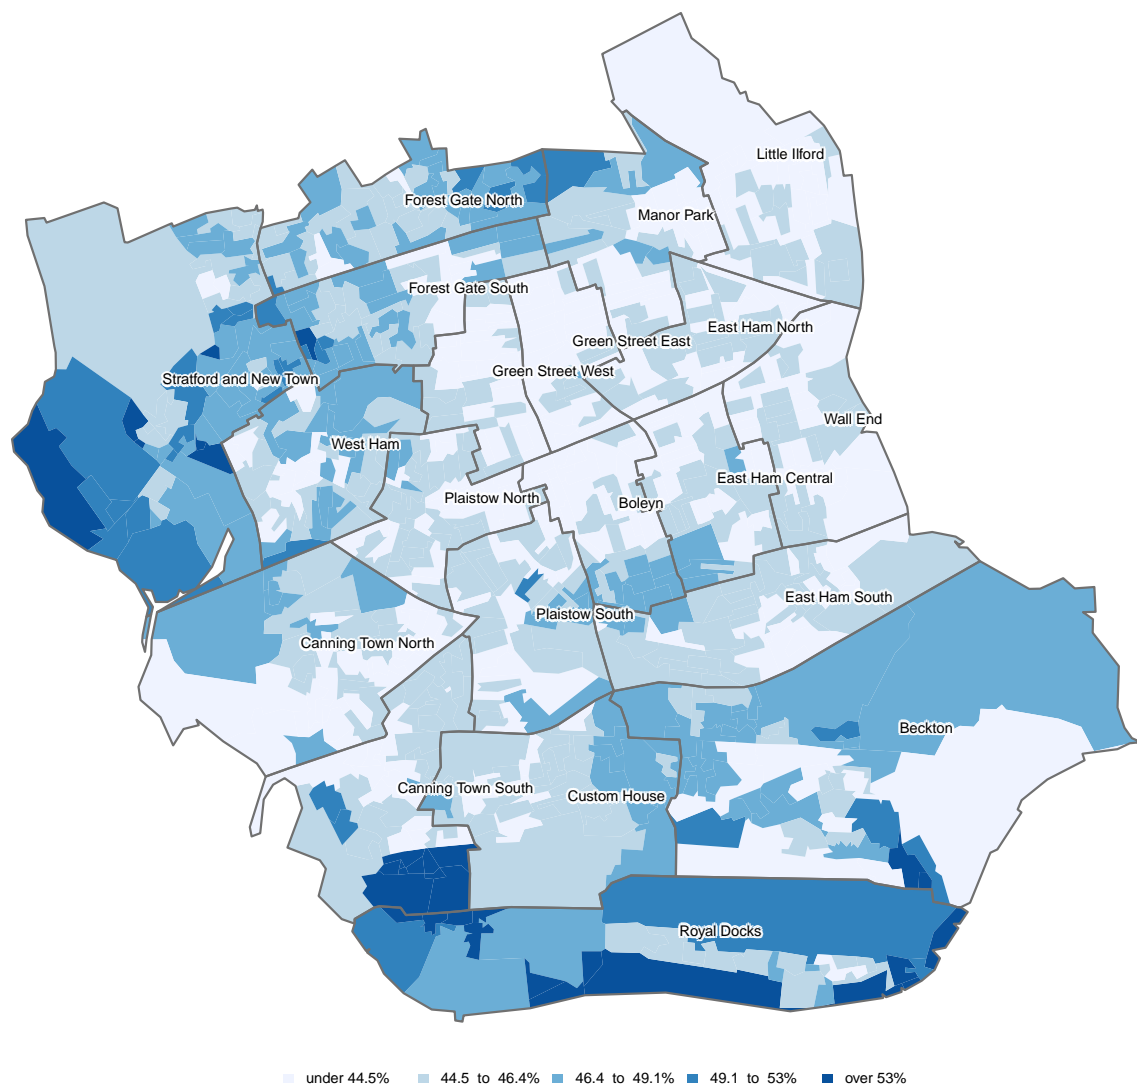 Little Ilford
Forest Gate North
Manor Park
Forest Gate South
East Ham North
Green Street East
Green Street West
Stratford and New Town
Wall End
West Ham
East Ham Central
Plaistow North
Boleyn
East Ham South
Plaistow South
Canning Town North
Beckton
Canning Town South
Custom House
Royal Docks
under 44.5% 44.5 to 46.4% 46.4 to 49.1% 49.1 to 53% over 53%